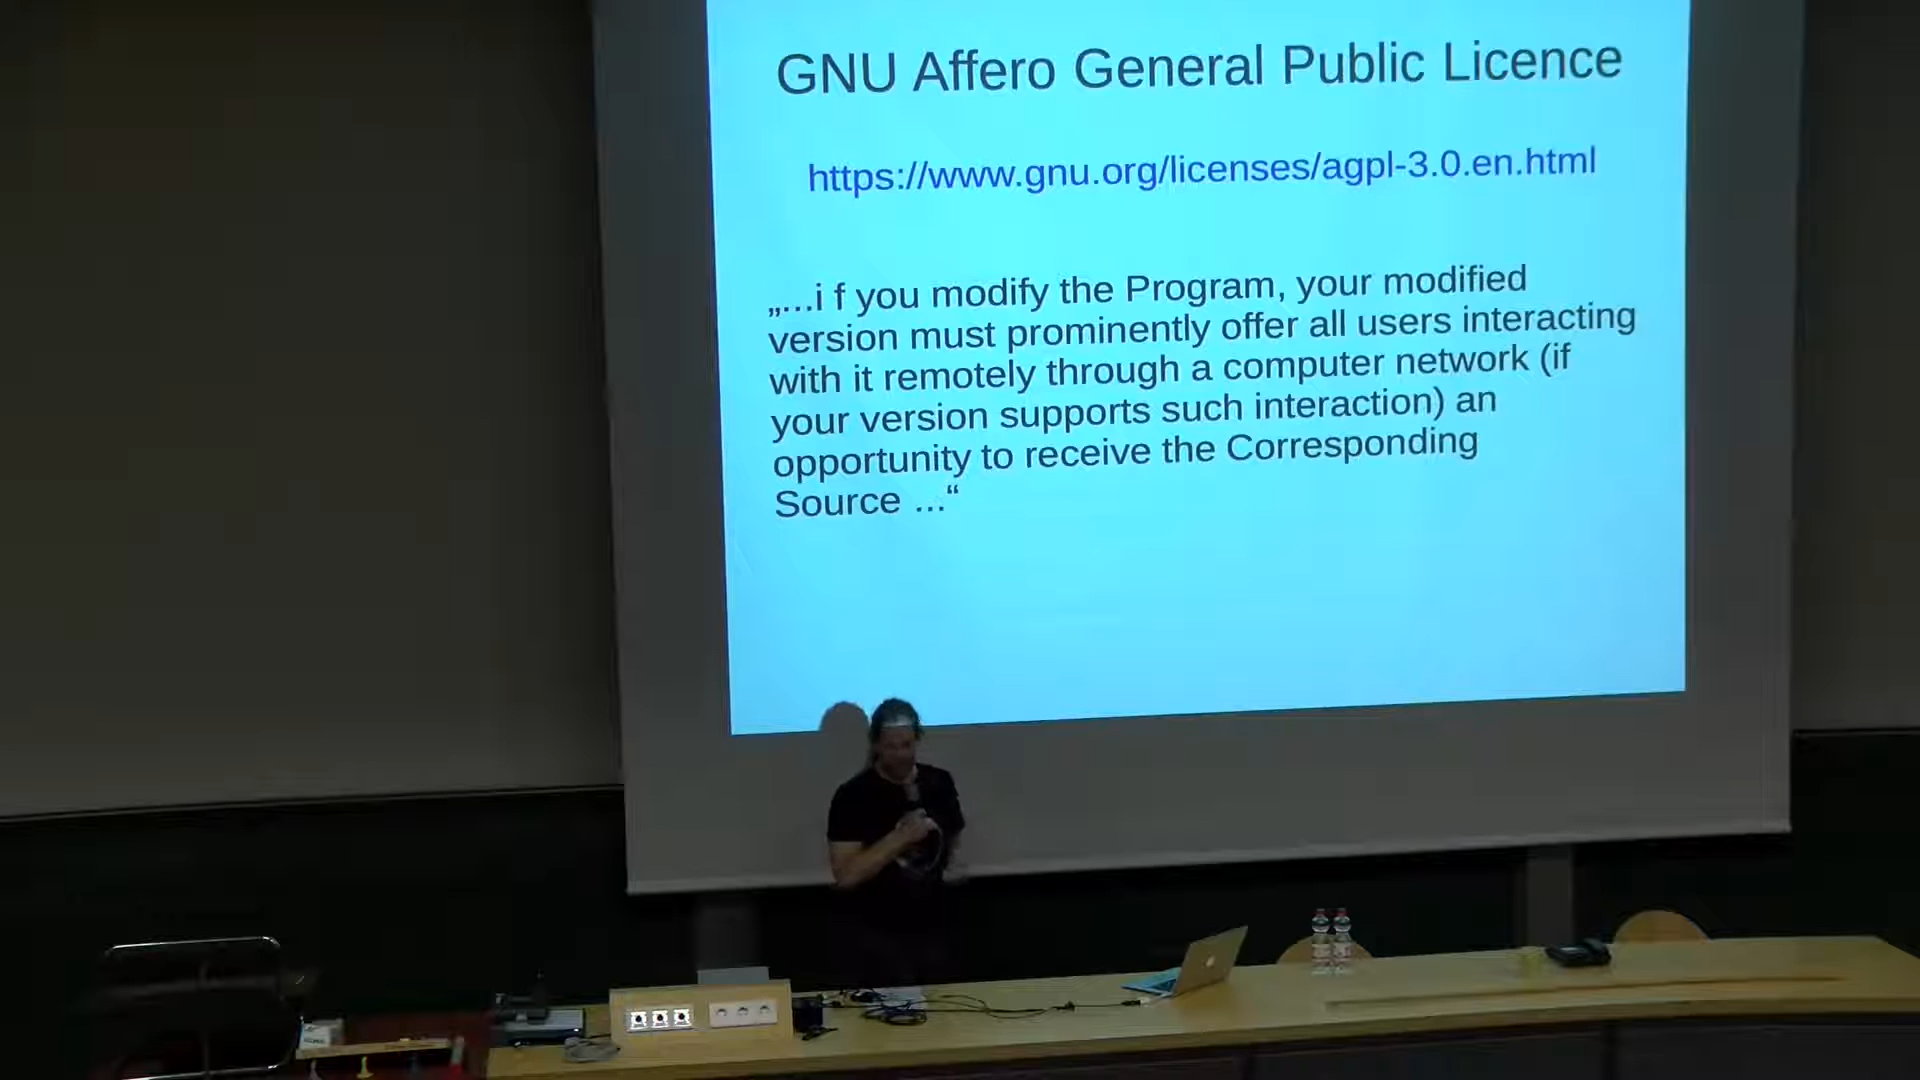 GNU Affero General Public Licence
https://www.gnu.org/licenses/agpl-3.0.en.html
„...i f you modify the Program, your modified
version must prominently offer all users interacting
with it remotely through a computer network (if
your version supports such interaction) an
opportunity to receive the Corresponding
Source ...“